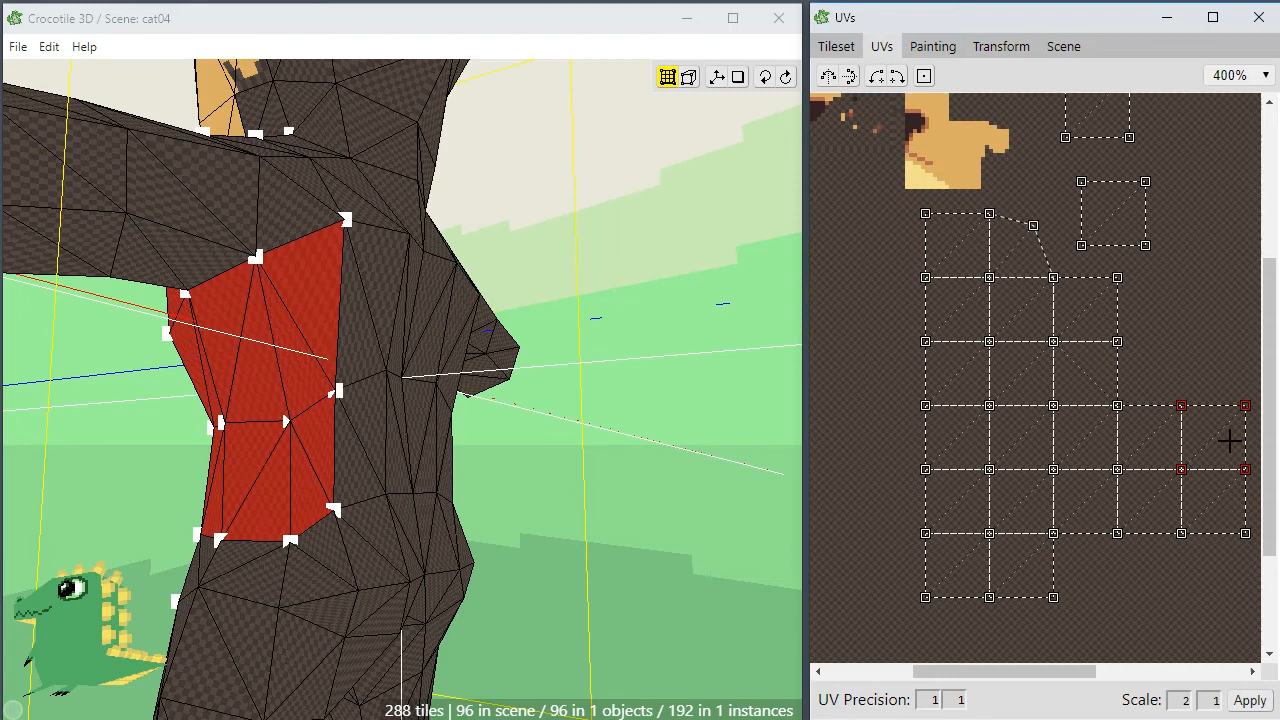 Crocotile 3D / Scene: cat04
File Edit Help
288 tiles | 96 in scene / 96 in 1 objects / 192 in 1 instances
UVs
Tileset UVs Painting Transform Scene
400%
UV Precision: 1 1 Scale: 2 1 Apply